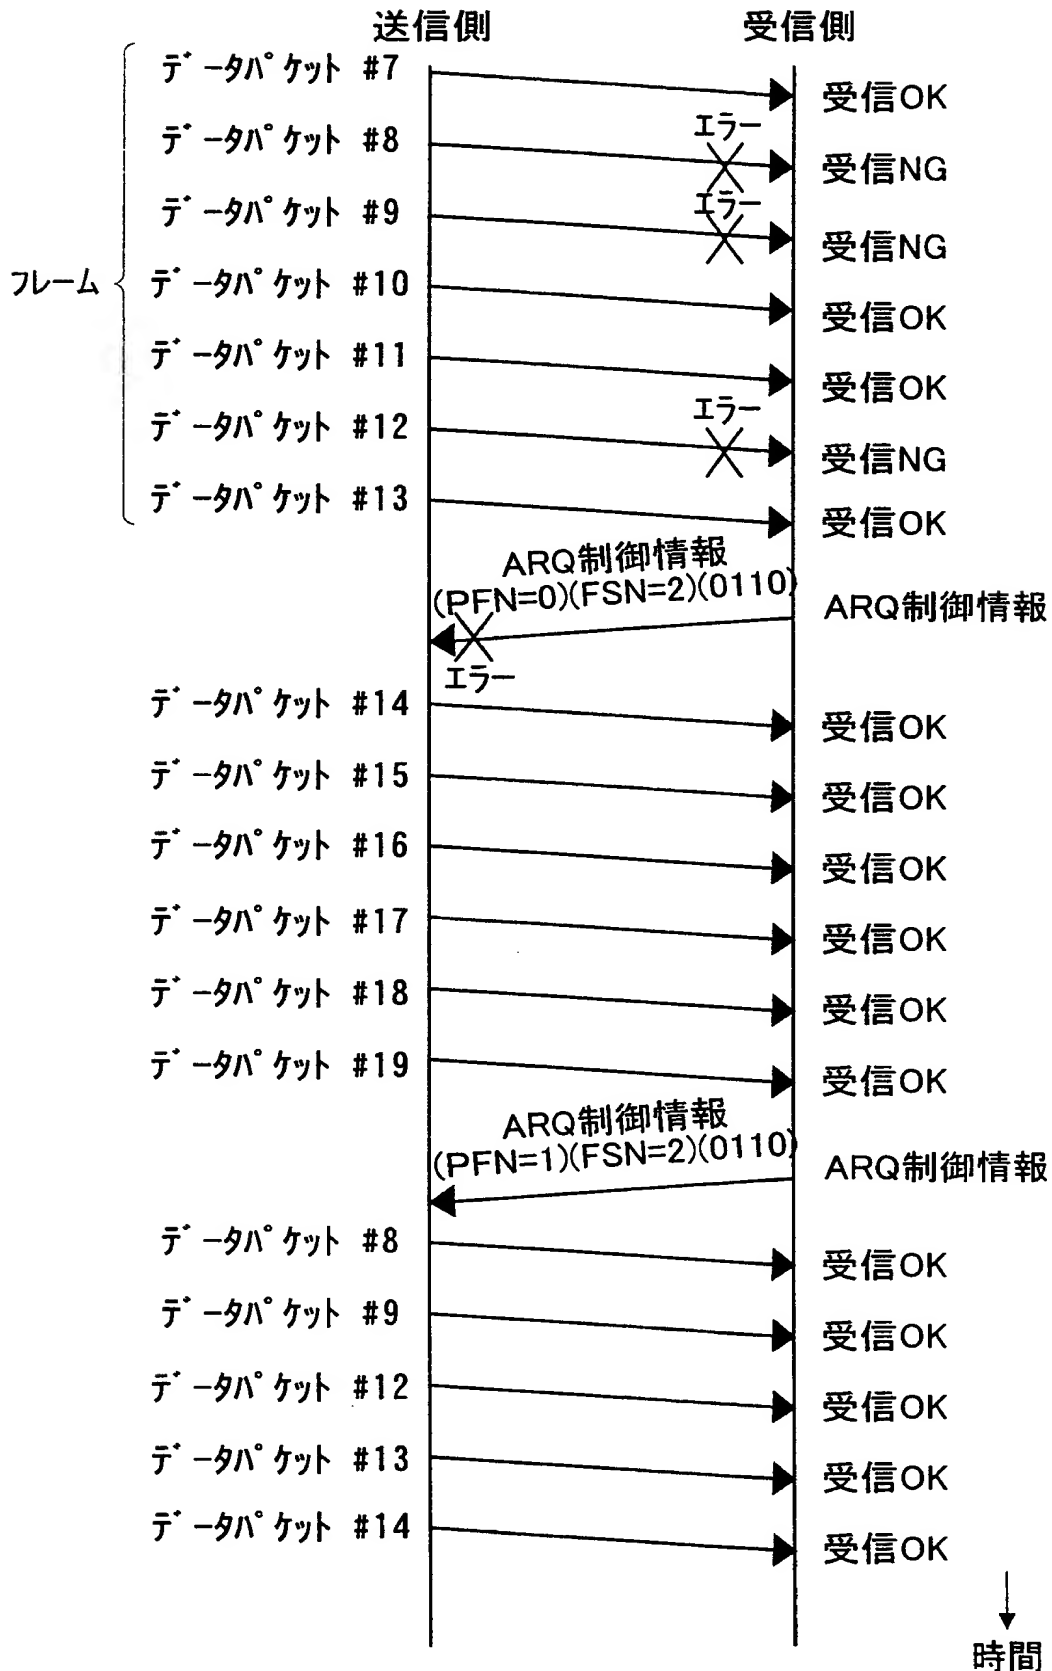 送信側 受信側
データパケット #7 受信OK
エラー
データパケット #8 受信NG
エラー
データパケット #9 受信NG
フレーム
データパケット #10 受信OK
データパケット #11 受信OK
エラー
データパケット #12 受信NG
データパケット #13 受信OK
ARQ制御情報
(PFN=0)(FSN=2)(0110) ARQ制御情報
エラー
データパケット #14 受信OK
データパケット #15 受信OK
データパケット #16 受信OK
データパケット #17 受信OK
データパケット #18 受信OK
データパケット #19 受信OK
ARQ制御情報
(PFN=1)(FSN=2)(0110) ARQ制御情報
データパケット #8 受信OK
データパケット #9 受信OK
データパケット #12 受信OK
データパケット #13 受信OK
データパケット #14 受信OK
時間